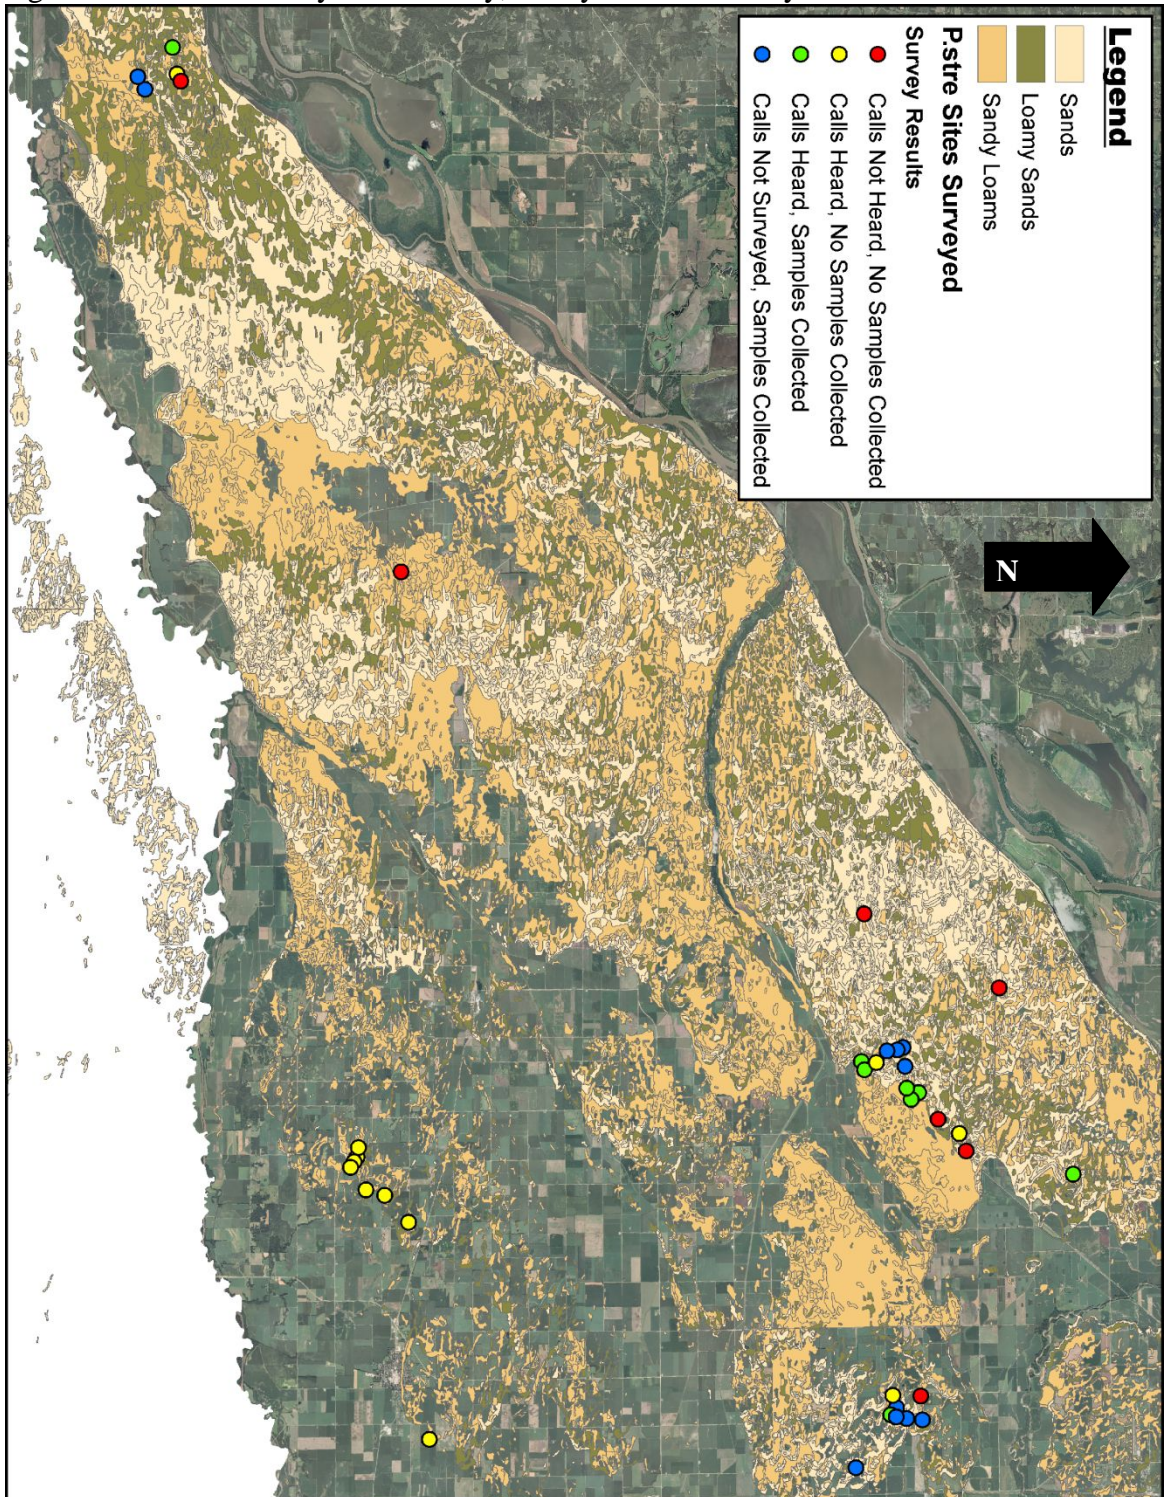 Legend
Sands
Loamy Sands
Sandy Loams
P.stre Sites Surveyed
Survey Results
Calls Not Heard, No Samples Collected
Calls Heard, No Samples Collected
Calls Heard, Samples Collected
Calls Not Surveyed, Samples Collected
N